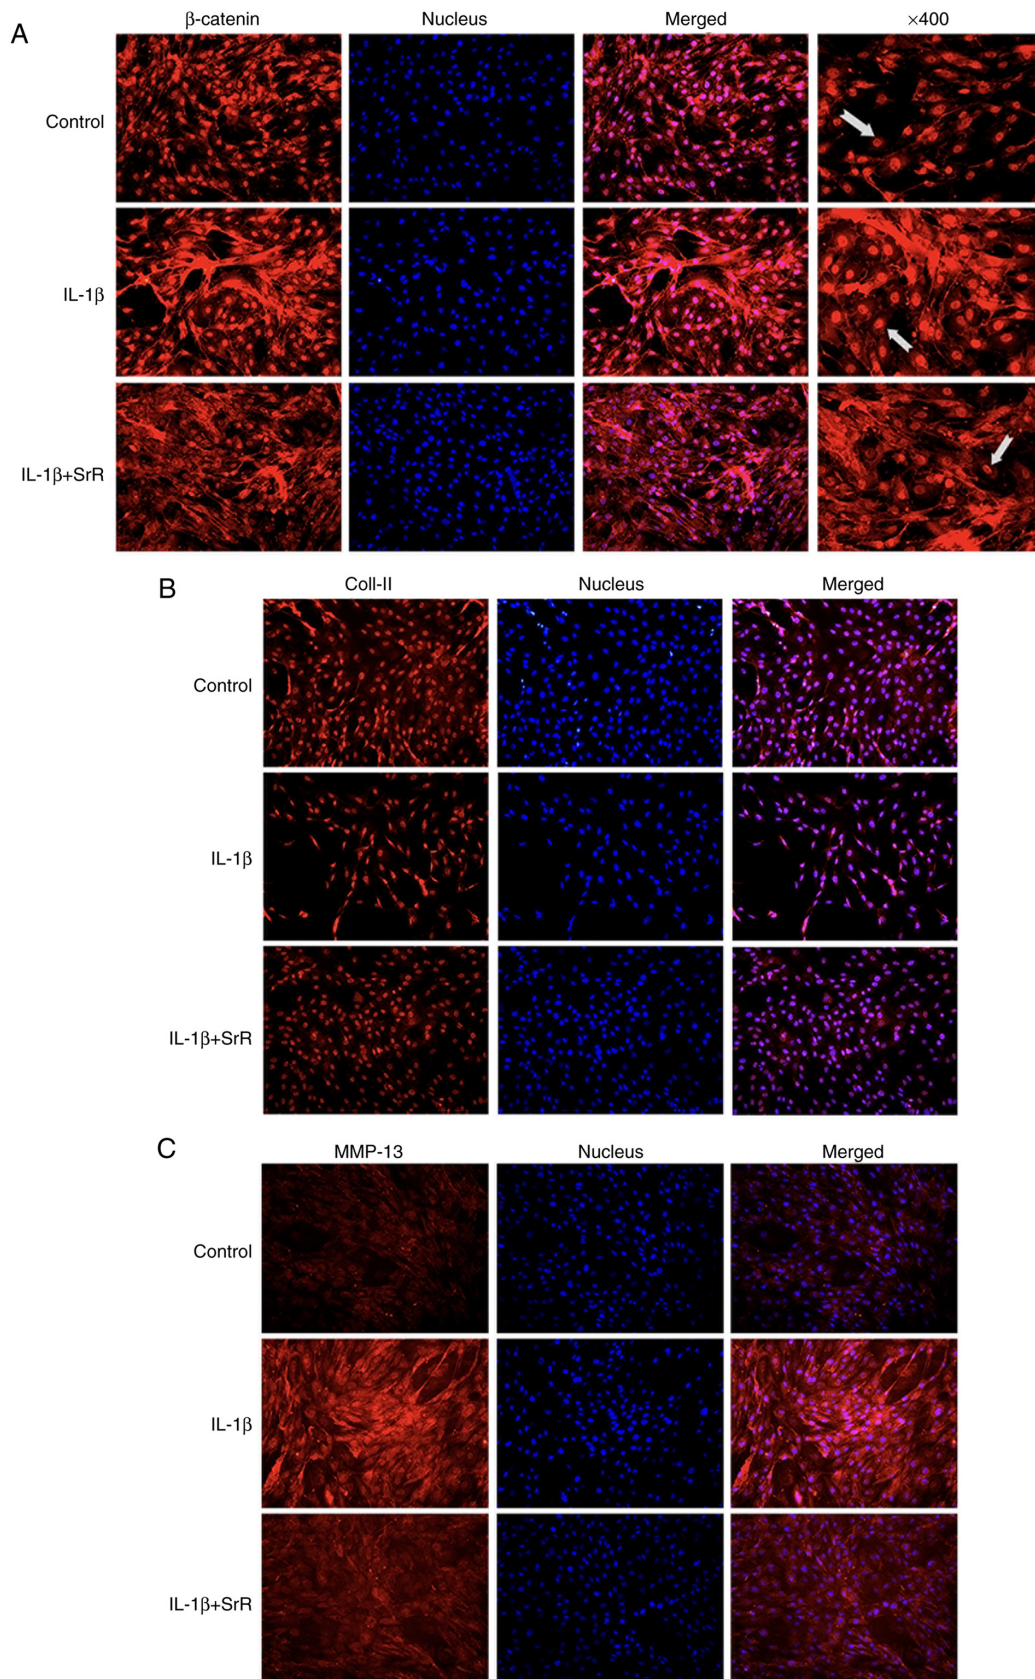 A
β-catenin Nucleus Merged ×400
Control
IL-1β
IL-1β+SrR
B
Coll-II Nucleus Merged
Control
IL-1β
IL-1β+SrR
C
MMP-13 Nucleus Merged
Control
IL-1β
IL-1β+SrR